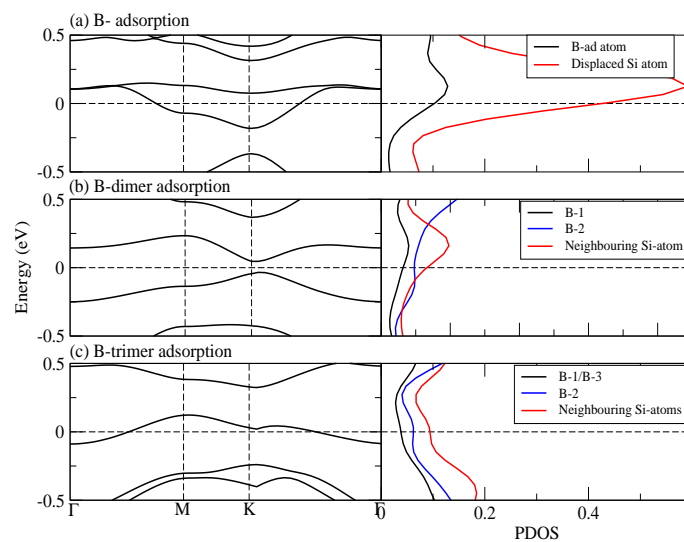 (a) B- adsorption
0.5
0
-0.5
B-ad atom
Displaced Si atom
(b) B-dimer adsorption
0.5
0
-0.5
B-1
B-2
Neighbouring Si-atom
Energy (eV)
(c) B-trimer adsorption
0.5
0
-0.5
B-1/B-3
B-2
Neighbouring Si-atoms
Γ M K Γ
0 0.2 0.4
PDOS